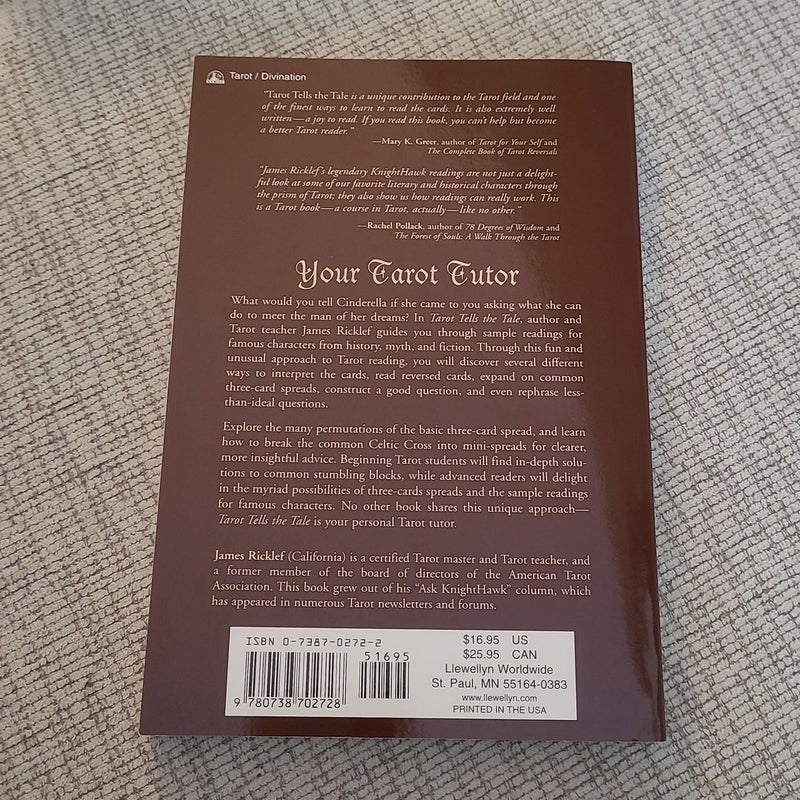 Tarot / Divination
"Tarot Tells the Tale is a unique contribution to the Tarot field and one
of the finest ways to learn to read the cards. It is also extremely well
written—a joy to read. If you read this book, you can't help but become
a better Tarot reader."
—Mary K. Greer, author of Tarot for Your Self and
The Complete Book of Tarot Reversals
"James Ricklef's legendary KnightHawk readings are not just a delight-
ful look at some of our favorite literary and historical characters through
the prism of Tarot; they also show us how readings can really work. This
is a Tarot book—a course in Tarot, actually—like no other."
—Rachel Pollack, author of 78 Degrees of Wisdom and
The Forest of Souls: A Walk Through the Tarot
Your Tarot Tutor
What would you tell Cinderella if she came to you asking what she can
do to meet the man of her dreams? In Tarot Tells the Tale, author and
Tarot teacher James Ricklef guides you through sample readings for
famous characters from history, myth, and fiction. Through this fun and
unusual approach to Tarot reading, you will discover several different
ways to interpret the cards, read reversed cards, expand on common
three-card spreads, construct a good question, and even rephrase less-
than-ideal questions.
Explore the many permutations of the basic three-card spread, and learn
how to break the common Celtic Cross into mini-spreads for clearer,
more insightful advice. Beginning Tarot students will find in-depth solu-
tions to common stumbling blocks, while advanced readers will delight
in the myriad possibilities of three-cards spreads and the sample readings
for famous characters. No other book shares this unique approach—
Tarot Tells the Tale is your personal Tarot tutor.
James Ricklef (California) is a certified Tarot master and Tarot teacher, and
a former member of the board of directors of the American Tarot
Association. This book grew out of his "Ask KnightHawk" column, which
has appeared in numerous Tarot newsletters and forums.
ISBN 0-7387-0272-2
51695
9 780738 702728
$16.95 US
$25.95 CAN
Llewellyn Worldwide
St. Paul, MN 55164-0383
www.llewellyn.com
PRINTED IN THE USA